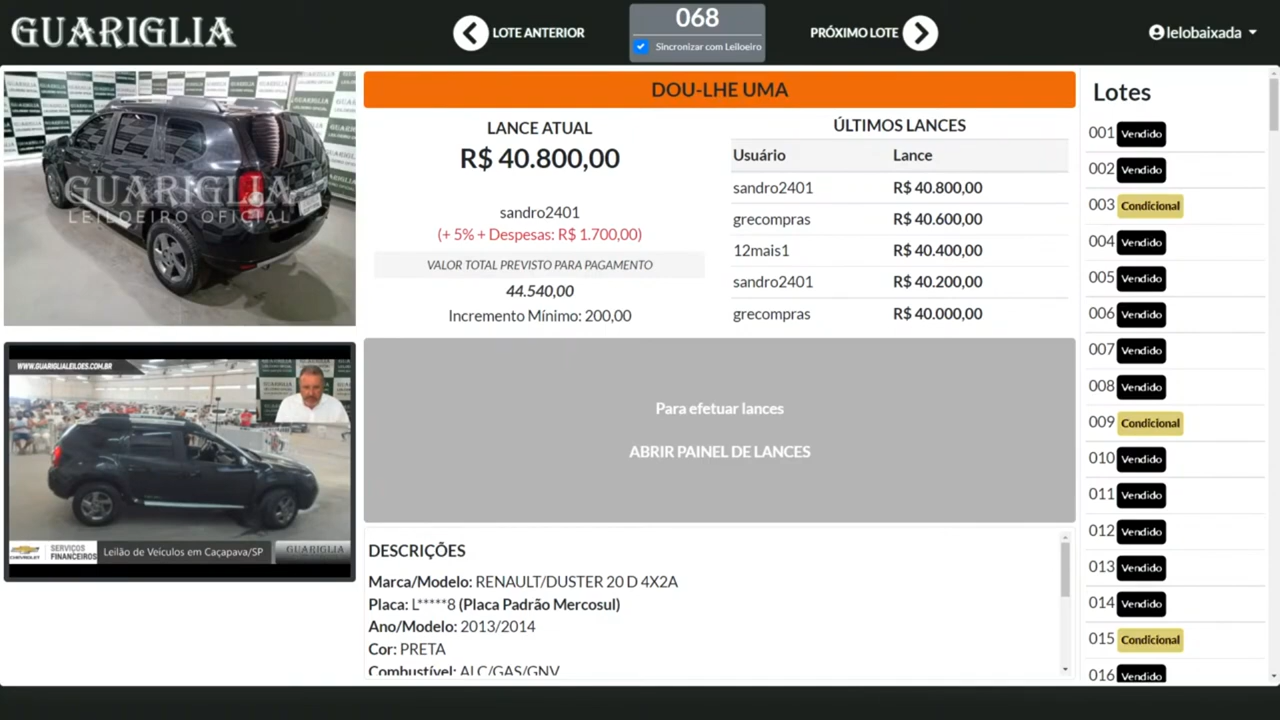 GUARIGLIA
LOTE ANTERIOR
068
Sincronizar com Leiloeiro
PRÓXIMO LOTE
lelobaixada
GUARIGLIA
LEILOEIRO OFICIAL
DOU-LHE UMA
LANCE ATUAL
R$ 40.800,00
sandro2401
(+ 5% + Despesas: R$ 1.700,00)
VALOR TOTAL PREVISTO PARA PAGAMENTO
44.540,00
Incremento Mínimo: 200,00
ÚLTIMOS LANCES
Usuário Lance
sandro2401 R$ 40.800,00
grecompras R$ 40.600,00
12mais1 R$ 40.400,00
sandro2401 R$ 40.200,00
grecompras R$ 40.000,00
WWW.GUARIGLIALEILOES.COM.BR
CHEVROLET
SERVIÇOS
FINANCEIROS
Leilão de Veiculos em Caçapava/SP
GUARIGLIA
Para efetuar lances
ABRIR PAINEL DE LANCES
DESCRIÇÕES
Marca/Modelo: RENAULT/DUSTER 20 D 4X2A
Placa: L*****8 (Placa Padrão Mercosul)
Ano/Modelo: 2013/2014
Cor: PRETA
Combustível: ALC/GAS/GNV
Lotes
001 Vendido
002 Vendido
003 Condicional
004 Vendido
005 Vendido
006 Vendido
007 Vendido
008 Vendido
009 Condicional
010 Vendido
011 Vendido
012 Vendido
013 Vendido
014 Vendido
015 Condicional
016 Vendido